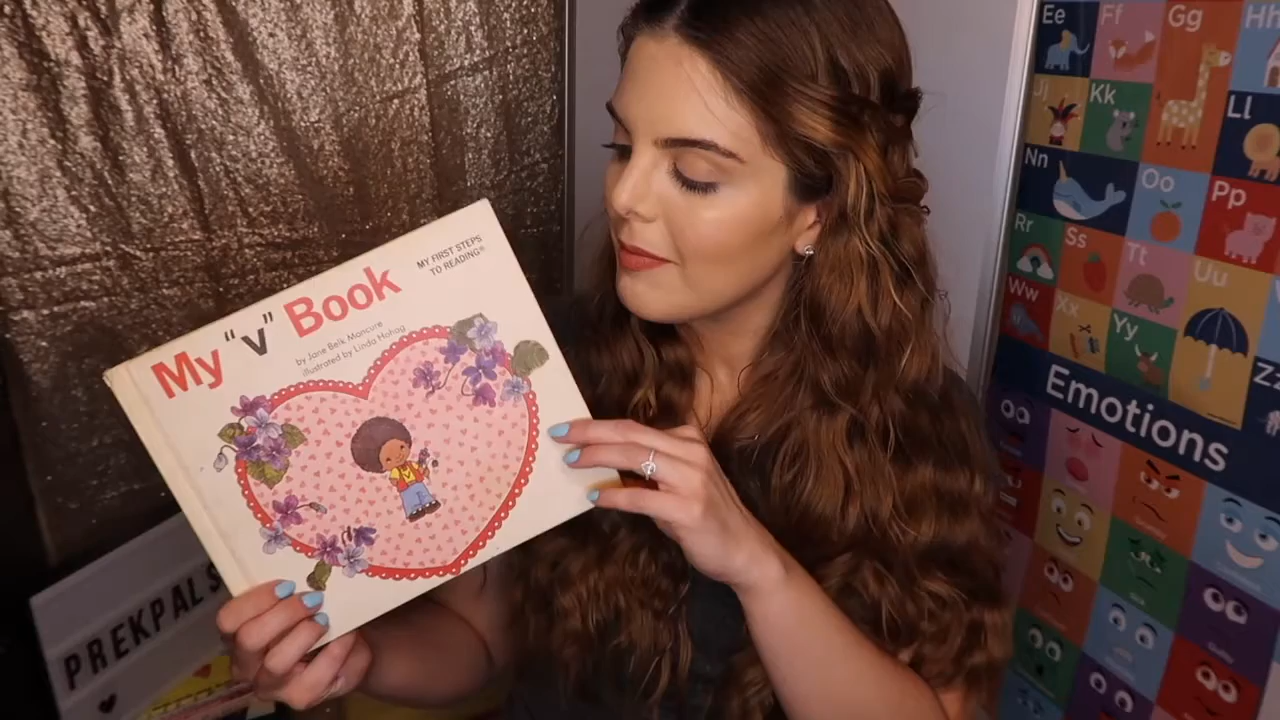 My "v" Book
MY FIRST STEPS
TO READING®
by Jane Belk Moncure
illustrated by Linda Hohag
PREKPALS
Ee
Ff
Gg
Hh
Jj
Kk
Ll
Nn
Oo
Pp
Rr
Ss
Tt
Uu
Ww
Xx
Yy
Zz
Emotions